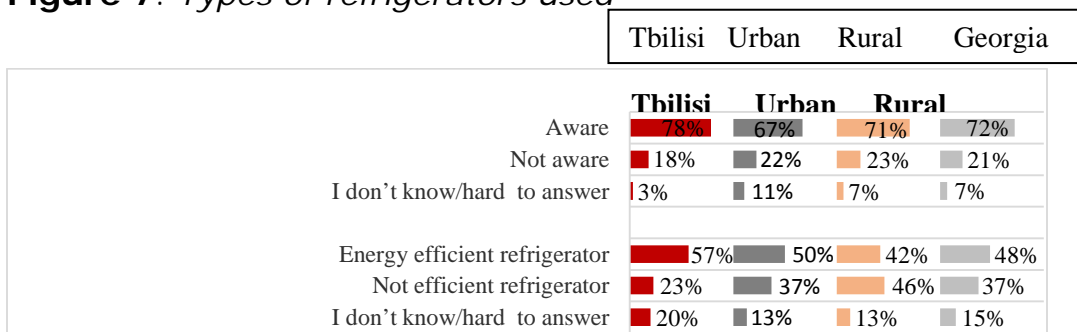 Figure 7. Types of refrigerators used
Tbilisi Urban Rural Georgia
Tbilisi Urban Rural
Aware 78% 67% 71% 72%
Not aware 18% 22% 23% 21%
I don’t know/hard to answer 3% 11% 7% 7%
Energy efficient refrigerator 57% 50% 42% 48%
Not efficient refrigerator 23% 37% 46% 37%
I don’t know/hard to answer 20% 13% 13% 15%